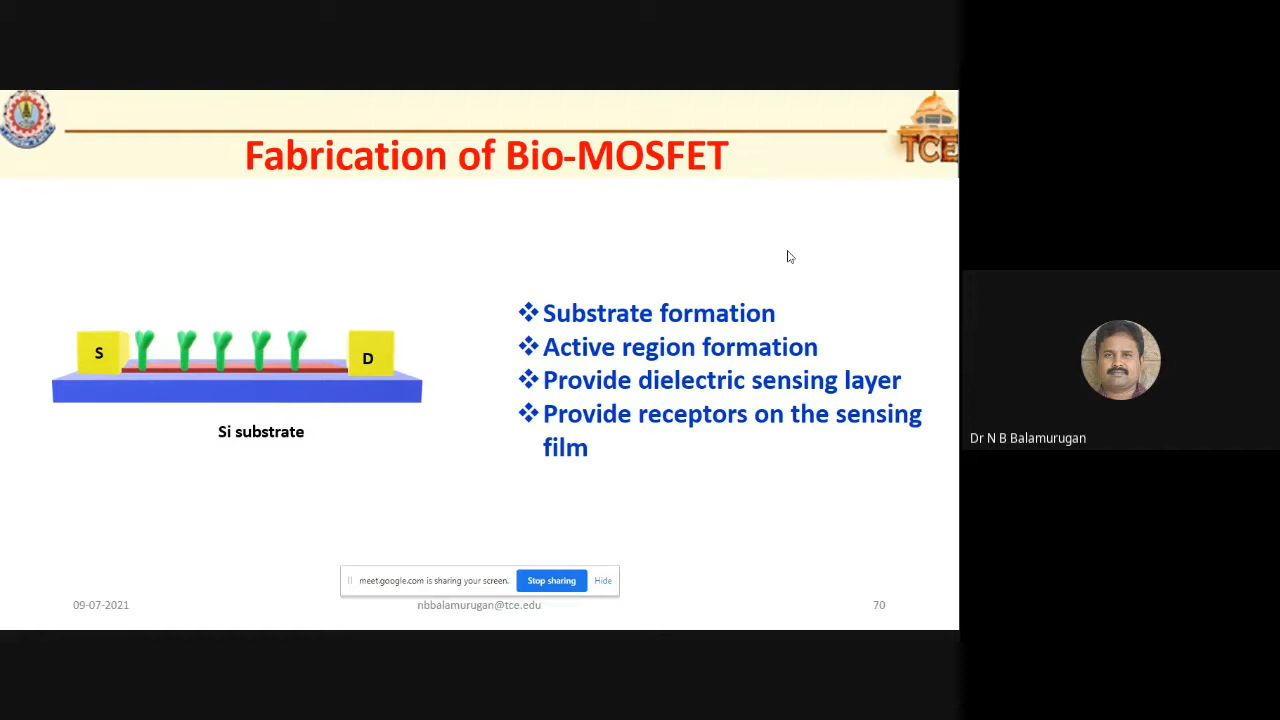 TCE
Fabrication of Bio-MOSFET
S
D
Si substrate
❖Substrate formation
❖Active region formation
❖Provide dielectric sensing layer
❖Provide receptors on the sensing
film
meet.google.com is sharing your screen.
Stop sharing
Hide
09-07-2021
nbbalamurugan@tce.edu
70
Dr N B Balamurugan